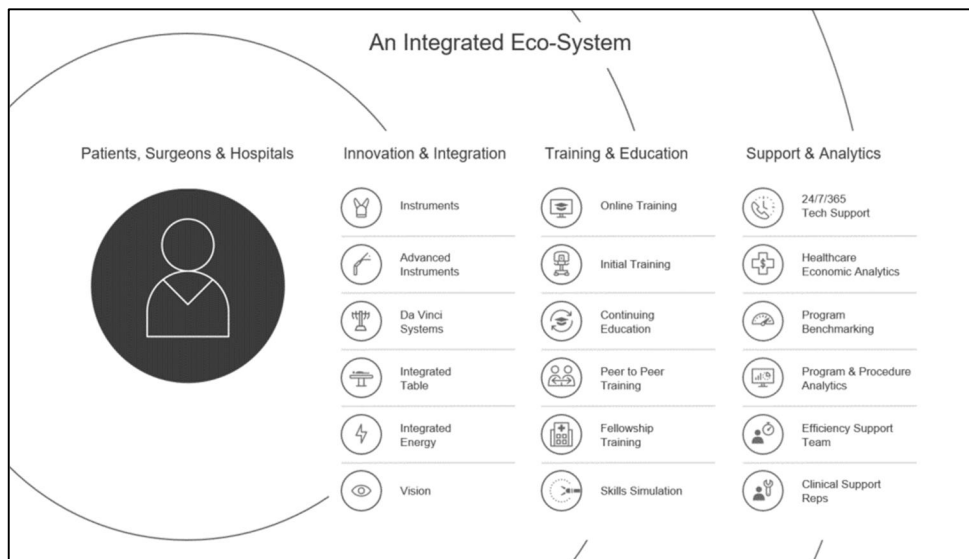 An Integrated Eco-System
Patients, Surgeons & Hospitals
Innovation & Integration
Instruments
Advanced
Instruments
Da Vinci
Systems
Integrated
Table
Integrated
Energy
Vision
Training & Education
Online Training
Initial Training
Continuing
Education
Peer to Peer
Training
Fellowship
Training
Skills Simulation
Support & Analytics
24/7/365
Tech Support
Healthcare
Economic Analytics
Program
Benchmarking
Program & Procedure
Analytics
Efficiency Support
Team
Clinical Support
Reps